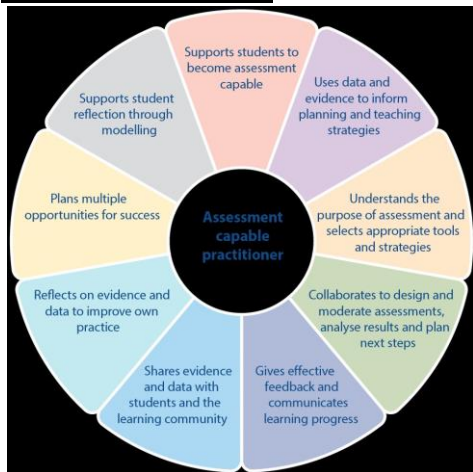 Supports students to
become assessment
capable
Uses data and
evidence to inform
planning and teaching
strategies
Understands the
purpose of assessment and
selects appropriate tools
and strategies
Collaborates to design and
moderate assessments,
analyse results and plan
next steps
Gives effective
feedback and
communicates
learning progress
Shares evidence
and data with
students and the
learning community
Reflects on evidence and
data to improve own
practice
Plans multiple
opportunities for success
Supports student
reflection through
modelling
Assessment
capable
practitioner